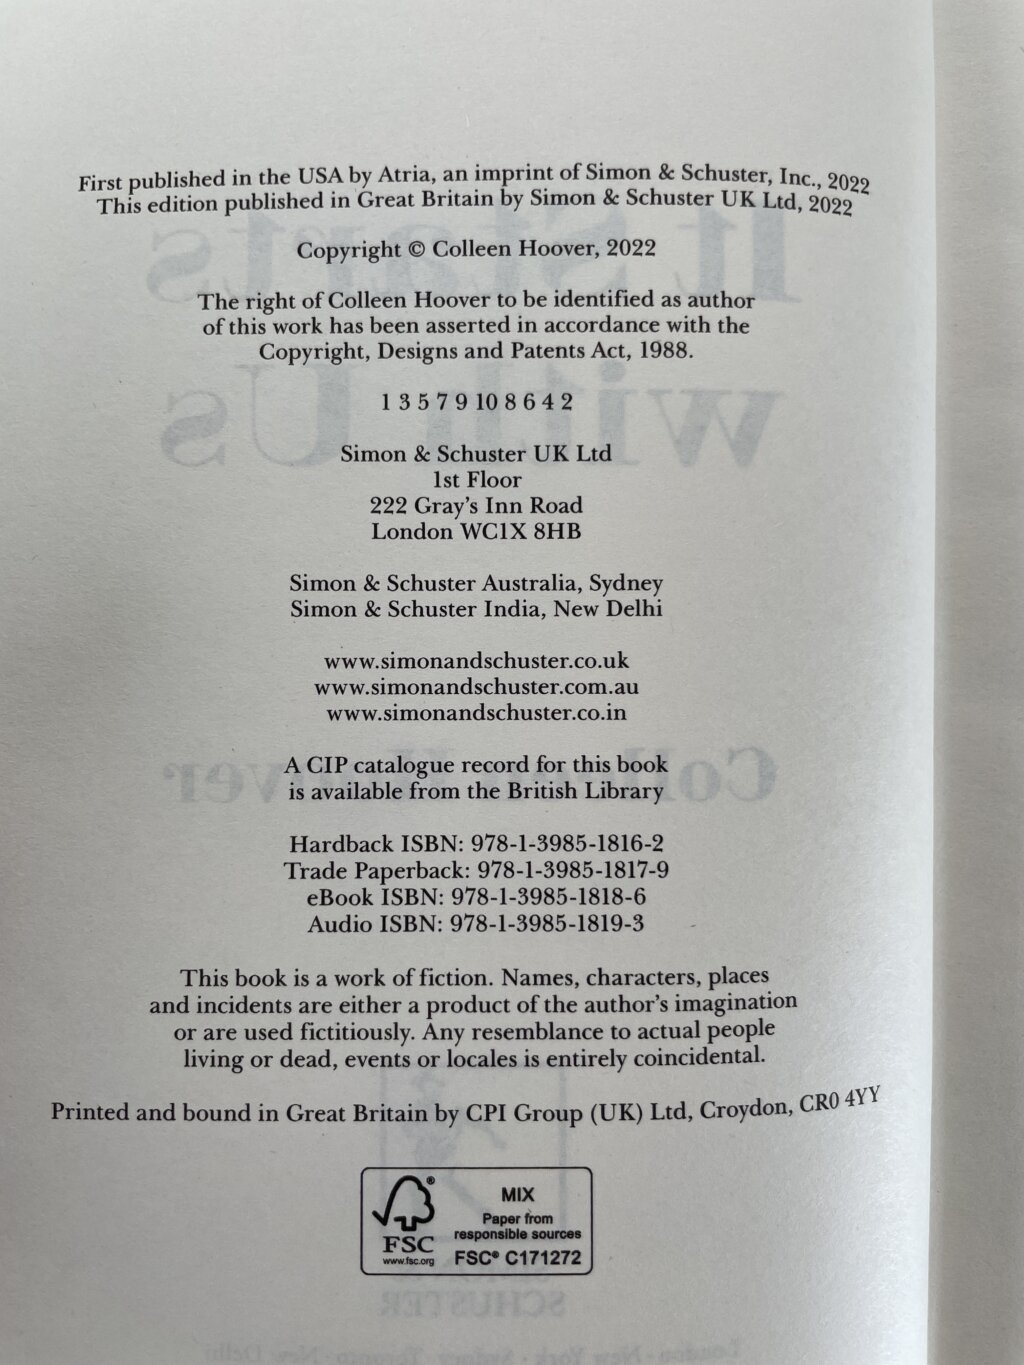 First published in the USA by Atria, an imprint of Simon & Schuster, Inc., 2022
This edition published in Great Britain by Simon & Schuster UK Ltd, 2022
Copyright © Colleen Hoover, 2022
The right of Colleen Hoover to be identified as author
of this work has been asserted in accordance with the
Copyright, Designs and Patents Act, 1988.
1 3 5 7 9 10 8 6 4 2
Simon & Schuster UK Ltd
1st Floor
222 Gray's Inn Road
London WC1X 8HB
Simon & Schuster Australia, Sydney
Simon & Schuster India, New Delhi
www.simonandschuster.co.uk
www.simonandschuster.com.au
www.simonandschuster.co.in
A CIP catalogue record for this book
is available from the British Library
Hardback ISBN: 978-1-3985-1816-2
Trade Paperback: 978-1-3985-1817-9
eBook ISBN: 978-1-3985-1818-6
Audio ISBN: 978-1-3985-1819-3
This book is a work of fiction. Names, characters, places
and incidents are either a product of the author's imagination
or are used fictitiously. Any resemblance to actual people
living or dead, events or locales is entirely coincidental.
Printed and bound in Great Britain by CPI Group (UK) Ltd, Croydon, CR0 4YY
FSC
www.fsc.org
MIX
Paper from
responsible sources
FSC® C171272